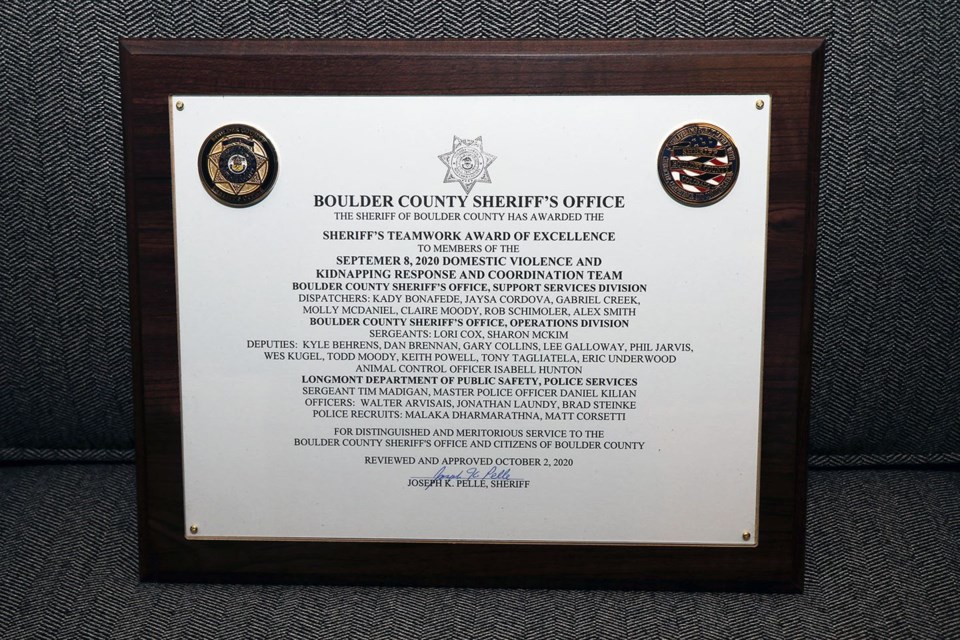 BOULDER COUNTY SHERIFF'S OFFICE
THE SHERIFF OF BOULDER COUNTY HAS AWARDED THE
SHERIFF'S TEAMWORK AWARD OF EXCELLENCE
TO MEMBERS OF THE
SEPTEMER 8, 2020 DOMESTIC VIOLENCE AND
KIDNAPPING RESPONSE AND COORDINATION TEAM
BOULDER COUNTY SHERIFF'S OFFICE, SUPPORT SERVICES DIVISION
DISPATCHERS: KADY BONAFEDE, JAYSA CORDOVA, GABRIEL CREEK,
MOLLY MCDANIEL, CLAIRE MOODY, ROB SCHIMOLER, ALEX SMITH
BOULDER COUNTY SHERIFF'S OFFICE, OPERATIONS DIVISION
SERGEANTS: LORI COX, SHARON MCKIM
DEPUTIES: KYLE BEHRENS, DAN BRENNAN, GARY COLLINS, LEE GALLOWAY, PHIL JARVIS,
WES KUGEL, TODD MOODY, KEITH POWELL, TONY TAGLIATELA, ERIC UNDERWOOD
ANIMAL CONTROL OFFICER ISABELL HUNTON
LONGMONT DEPARTMENT OF PUBLIC SAFETY, POLICE SERVICES
SERGEANT TIM MADIGAN, MASTER POLICE OFFICER DANIEL KILIAN
OFFICERS: WALTER ARVISAIS, JONATHAN LAUNDY, BRAD STEINKE
POLICE RECRUITS: MALAKA DHARMARATHNA, MATT CORSETTI
FOR DISTINGUISHED AND MERITORIOUS SERVICE TO THE
BOULDER COUNTY SHERIFF'S OFFICE AND CITIZENS OF BOULDER COUNTY
REVIEWED AND APPROVED OCTOBER 2, 2020
Joseph K. Pelle
JOSEPH K. PELLE, SHERIFF